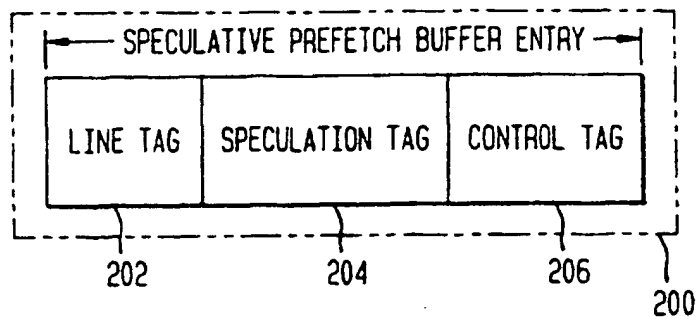 SPECULATIVE PREFETCH BUFFER ENTRY
LINE TAG SPECULATION TAG CONTROL TAG
202 204 206
200